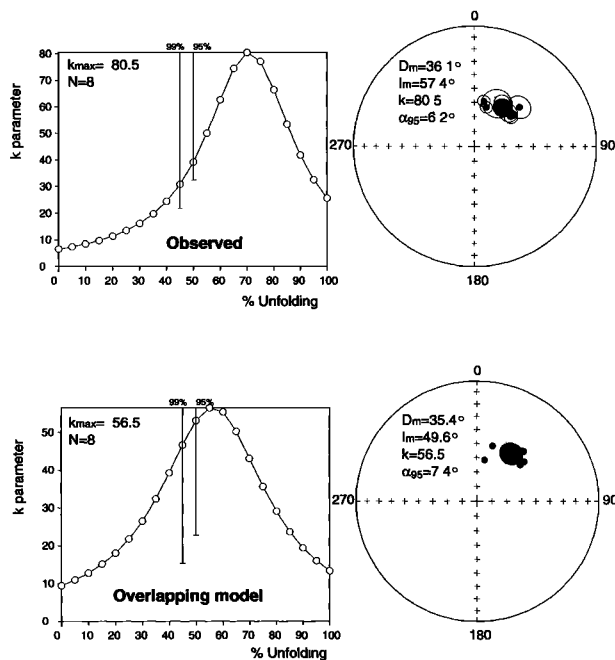 99% 95%
kmax= 80.5
N=8
k parameter
80
70
60
50
40
30
20
10
0
Observed
0 10 20 30 40 50 60 70 80 90 100
% Unfolding
0
Dm=36 1°
Im=57 4°
k=80 5
α95=6 2°
270
90
180
99% 95%
kmax= 56.5
N=8
k parameter
50
40
30
20
10
0
Overlapping model
0 10 20 30 40 50 60 70 80 90 100
% Unfolding
0
Dm=35.4°
Im=49.6°
k=56.5
α95=7 4°
270
90
180